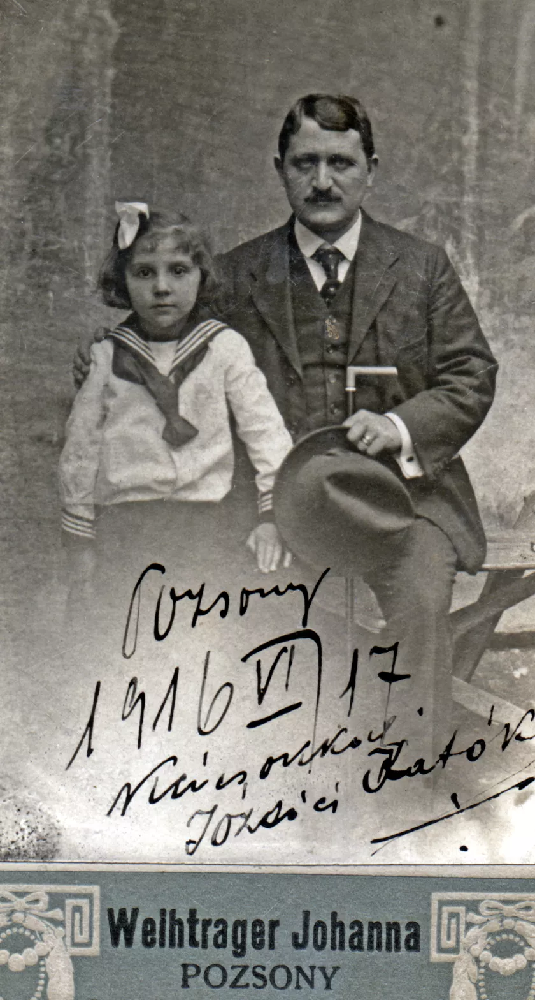 Pozsony
1916 VI 17
Katók
Józsi
Weihtrager Johanna
POZSONY